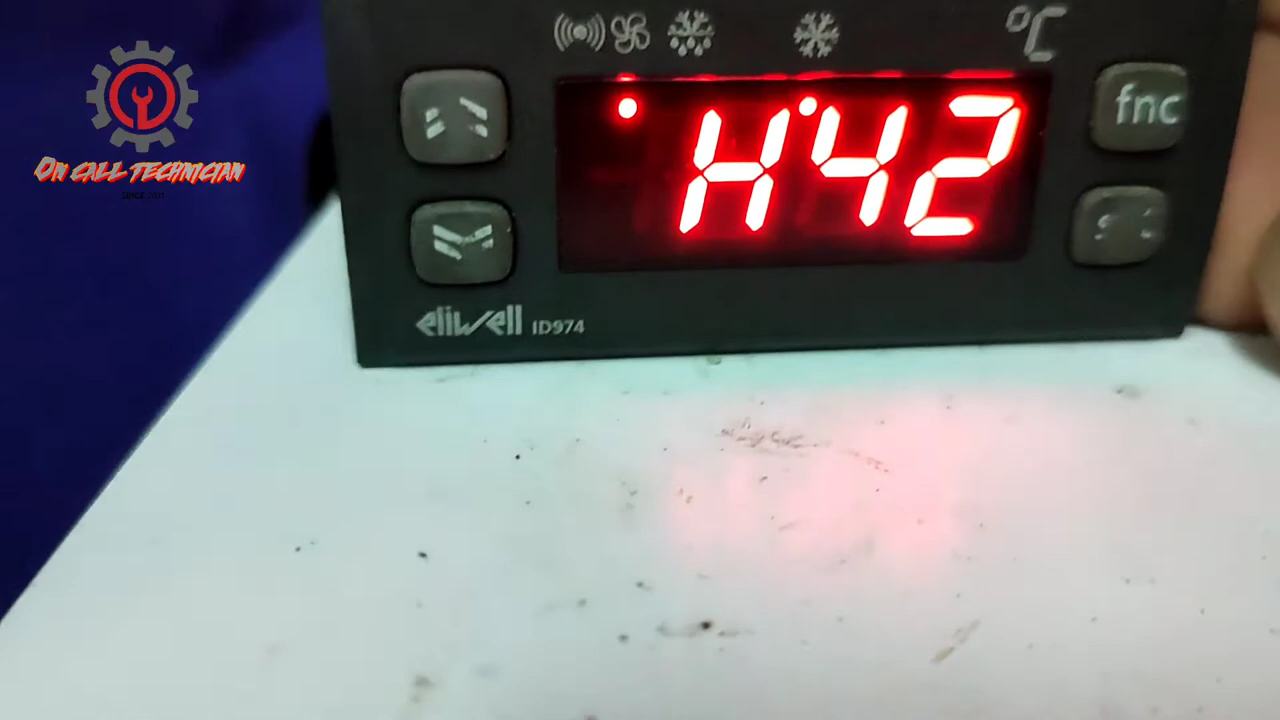 °C
H42
fnc
eliwell ID974
ON CALL TECHNICIAN
SINCE 2011